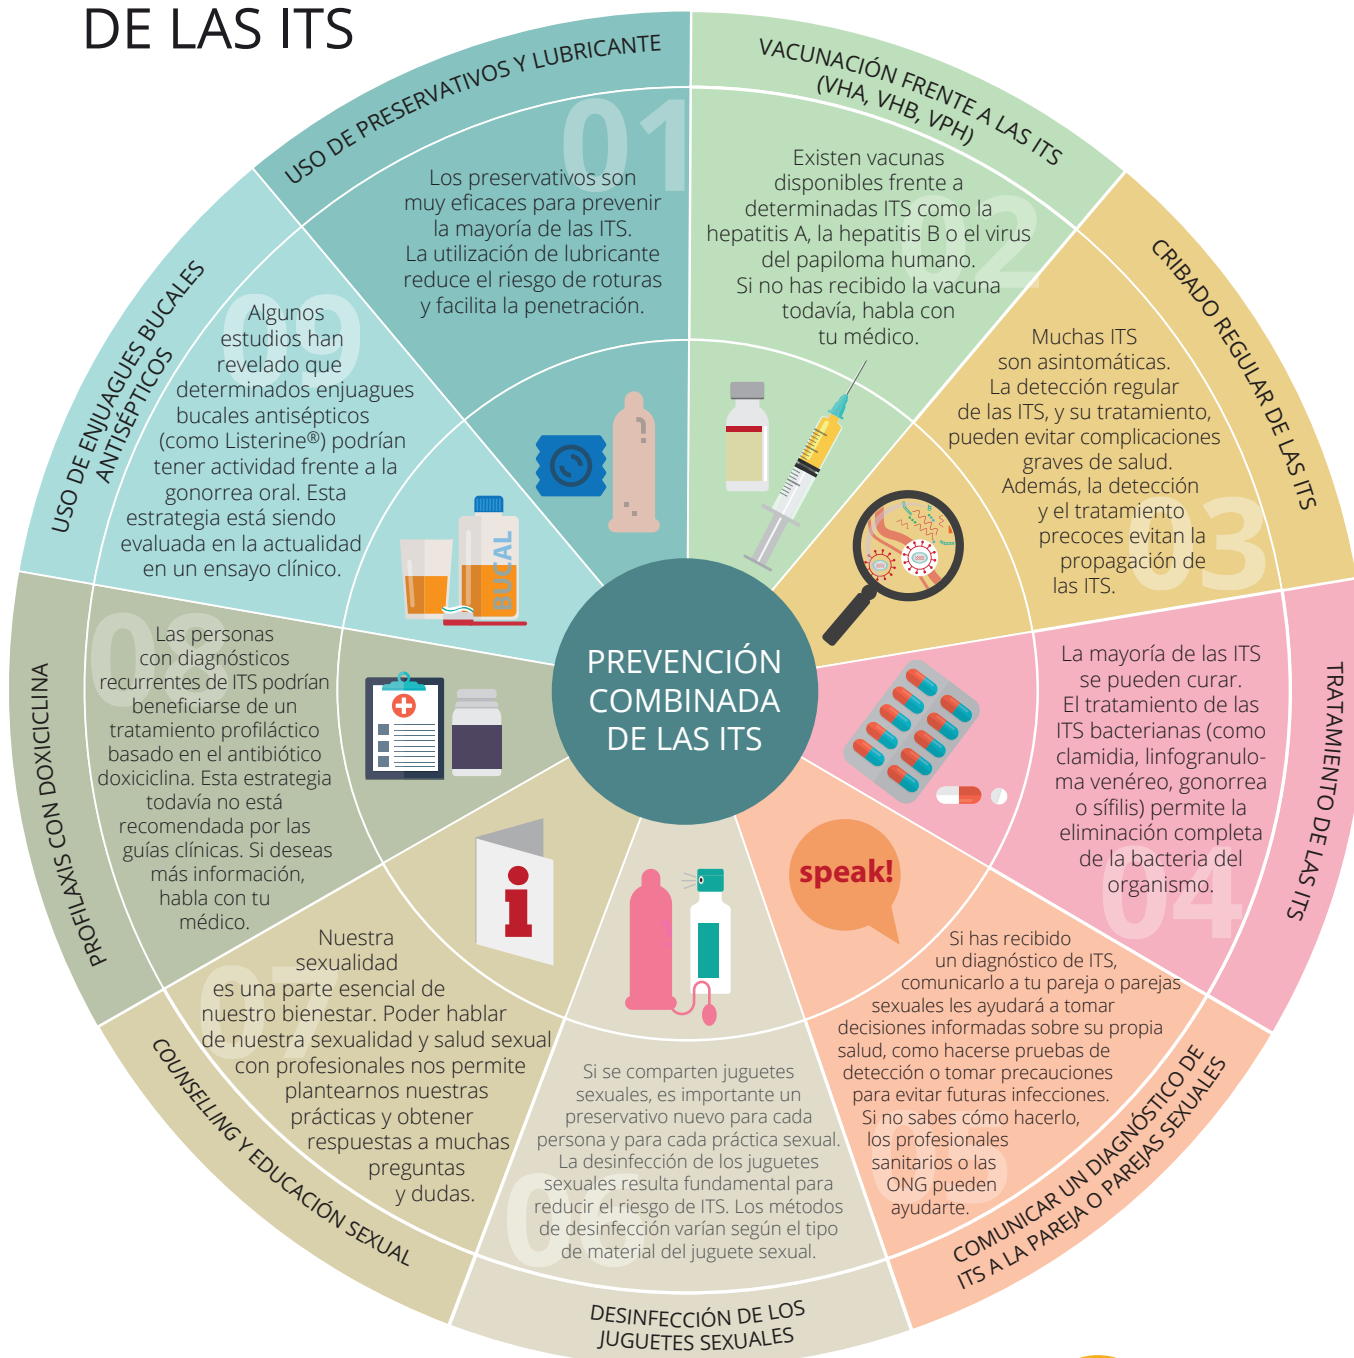 DE LAS ITS
USO DE PRESERVATIVOS Y LUBRICANTE
01
Los preservativos son
muy eficaces para prevenir
la mayoría de las ITS.
La utilización de lubricante
reduce el riesgo de roturas
y facilita la penetración.
VACUNACIÓN FRENTE A LAS ITS
(VHA, VHB, VPH)
02
Existen vacunas
disponibles frente a
determinadas ITS como la
hepatitis A, la hepatitis B o el virus
del papiloma humano.
Si no has recibido la vacuna
todavía, habla con
tu médico.
CRIBADO REGULAR DE LAS ITS
03
Muchas ITS
son asintomáticas.
La detección regular
de las ITS, y su tratamiento,
pueden evitar complicaciones
graves de salud.
Además, la detección
y el tratamiento
precoces evitan la
propagación de
las ITS.
TRATAMIENTO DE LAS ITS
04
La mayoría de las ITS
se pueden curar.
El tratamiento de las
ITS bacterianas (como
clamidia, linfogranulo-
ma venéreo, gonorrea
o sífilis) permite la
eliminación completa
de la bacteria del
organismo.
COMUNICAR UN DIAGNÓSTICO DE
ITS A LA PAREJA O PAREJAS SEXUALES
05
speak!
Si has recibido
un diagnóstico de ITS,
comunicarlo a tu pareja o parejas
sexuales les ayudará a tomar
decisiones informadas sobre su propia
salud, como hacerse pruebas de
detección o tomar precauciones
para evitar futuras infecciones.
Si no sabes cómo hacerlo,
los profesionales
sanitarios o las
ONG pueden
ayudarte.
DESINFECCIÓN DE LOS
JUGUETES SEXUALES
06
Si se comparten juguetes
sexuales, es importante un
preservativo nuevo para cada
persona y para cada práctica sexual.
La desinfección de los juguetes
sexuales resulta fundamental para
reducir el riesgo de ITS. Los métodos
de desinfección varían según el tipo
de material del juguete sexual.
COUNSELLING Y EDUCACIÓN SEXUAL
07
Nuestra
sexualidad
es una parte esencial de
nuestro bienestar. Poder hablar
de nuestra sexualidad y salud sexual
con profesionales nos permite
plantearnos nuestras
prácticas y obtener
respuestas a muchas
preguntas
y dudas.
PROFILAXIS CON DOXICICLINA
08
Las personas
con diagnósticos
recurrentes de ITS podrían
beneficiarse de un
tratamiento profiláctico
basado en el antibiótico
doxiciclina. Esta estrategia
todavía no está
recomendada por las
guías clínicas. Si deseas
más información,
habla con tu
médico.
USO DE ENJUAGUES BUCALES
ANTISÉPTICOS
09
Algunos
estudios han
revelado que
determinados enjuagues
bucales antisépticos
(como Listerine®) podrían
tener actividad frente a la
gonorrea oral. Esta
estrategia está siendo
evaluada en la actualidad
en un ensayo clínico.
BUCAL
PREVENCIÓN
COMBINADA
DE LAS ITS